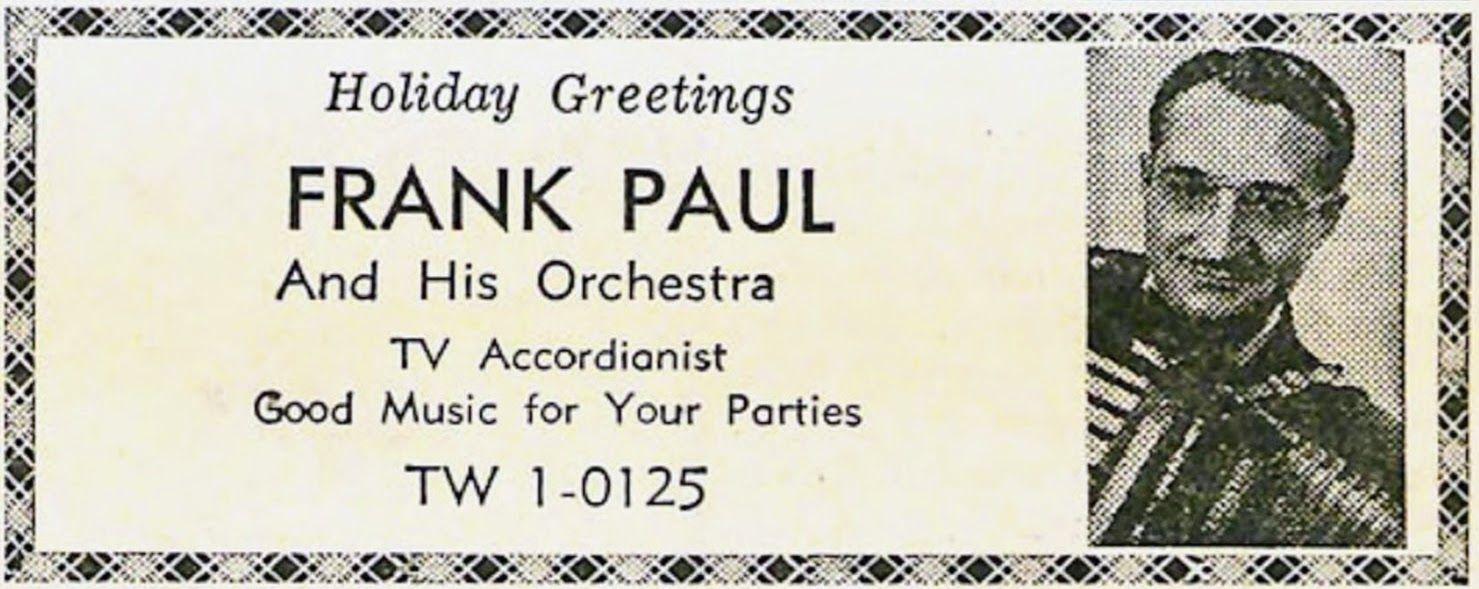 Holiday Greetings
FRANK PAUL
And His Orchestra
TV Accordianist
Good Music for Your Parties
TW 1-0125